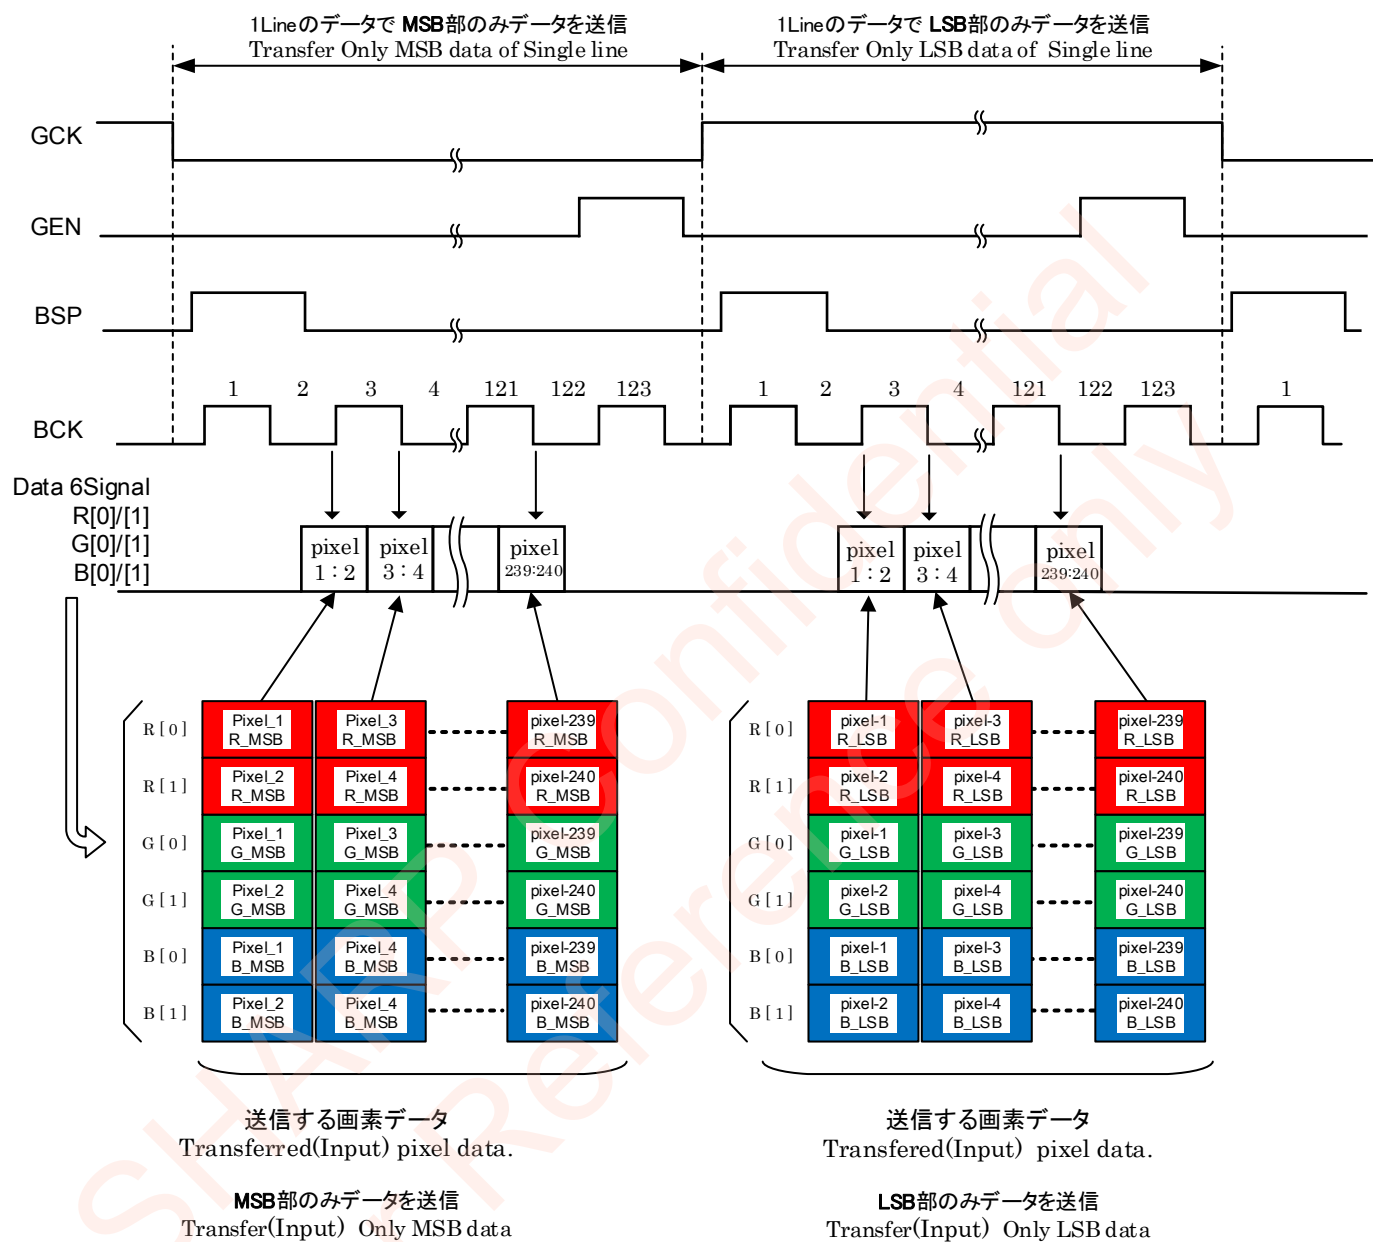 1Lineのデータで MSB部のみデータを送信
Transfer Only MSB data of Single line
1Lineのデータで LSB部のみデータを送信
Transfer Only LSB data of Single line
GCK
GEN
BSP
1 2 3 4 121 122 123 1 2 3 4 121 122 123 1
BCK
Data 6Signal
R[0]/[1]
G[0]/[1]
B[0]/[1]
pixel 1:2
pixel 3:4
pixel 239:240
pixel 1:2
pixel 3:4
pixel 239:240
R[0]
Pixel_1 R_MSB
Pixel_3 R_MSB
pixel-239 R_MSB
R[1]
Pixel_2 R_MSB
Pixel_4 R_MSB
pixel-240 R_MSB
G[0]
Pixel_1 G_MSB
Pixel_3 G_MSB
pixel-239 G_MSB
G[1]
Pixel_2 G_MSB
Pixel_4 G_MSB
pixel-240 G_MSB
B[0]
Pixel_1 B_MSB
Pixel_4 B_MSB
pixel-239 B_MSB
B[1]
Pixel_2 B_MSB
Pixel_4 B_MSB
pixel-240 B_MSB
R[0]
pixel-1 R_LSB
pixel-3 R_LSB
pixel-239 R_LSB
R[1]
pixel-2 R_LSB
pixel-4 R_LSB
pixel-240 R_LSB
G[0]
pixel-1 G_LSB
pixel-3 G_LSB
pixel-239 G_LSB
G[1]
pixel-2 G_LSB
pixel-4 G_LSB
pixel-240 G_LSB
B[0]
pixel-1 B_LSB
pixel-3 B_LSB
pixel-239 B_LSB
B[1]
pixel-2 B_LSB
pixel-4 B_LSB
pixel-240 B_LSB
送信する画素データ
Transferred(Input) pixel data.
MSB部のみデータを送信
Transfer(Input) Only MSB data
送信する画素データ
Transfered(Input) pixel data.
LSB部のみデータを送信
Transfer(Input) Only LSB data
SHARP Confidential
Reference only